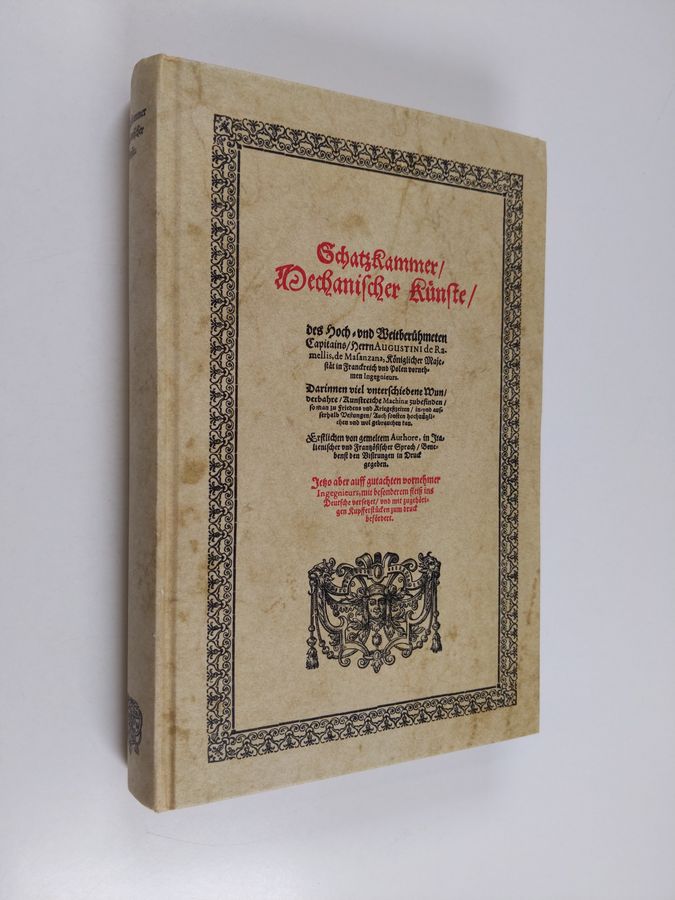 Schatzkammer/
Mechanischer Künste/
des Hoch-vnd Weitberühmeten
Capitains/Herrn AUGUSTINI de Ra-
mellis, de Masanzana, Königlicher Maje-
stät in Franckreich vnd Polen vorneh-
men Ingegnieurs.
Darinnen viel vnterschiedene Wun/
derbahre/Kunstreiche Machinæ zubefinden/
so man zu Friedens vnd Kriegeßzeiten/in-vnd aus-
serhalb Vestungen/Auch sonsten hochnützli-
chen vnd wol gebrauchen kan.
Erstlichen von gemeltem Authore, in Ita-
lienischer vnd Frantzösischer Sprach/Bene-
benst den Visirungen in Druck
gegeben.
Jetzo aber auff gutachten vornehmer
Ingegnieurs, mit besonderem fleiß ins
Deutsche versetzet/vnd mit zugehöri-
gen Kupfferstücken zum druck
befördert.